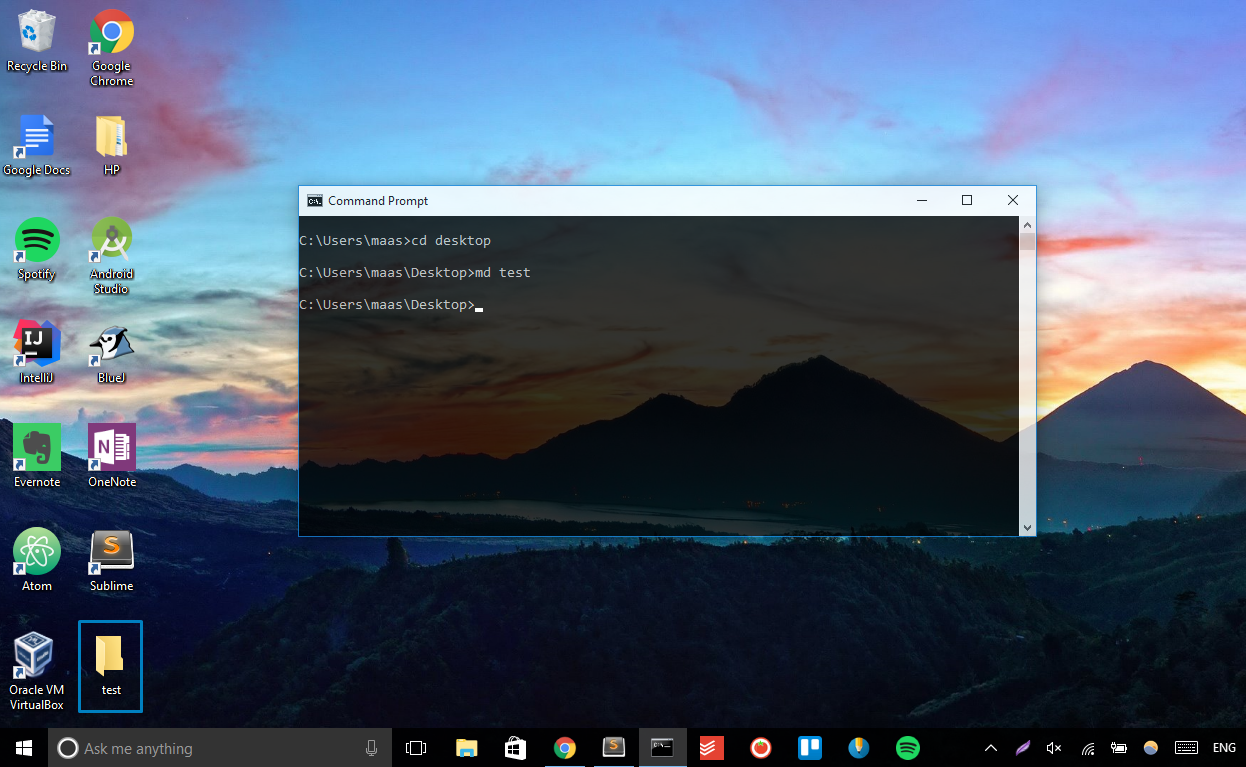 Recycle Bin
Google
Chrome
Google Docs
HP
Spotify
Android
Studio
IJ
IntelliJ
BlueJ
Evernote
N
OneNote
Atom
S
Sublime
Oracle VM
VirtualBox
test
C:\.
Command Prompt
C:\Users\maas>cd desktop
C:\Users\maas\Desktop>md test
C:\Users\maas\Desktop>
Ask me anything
S
C:\.
ENG